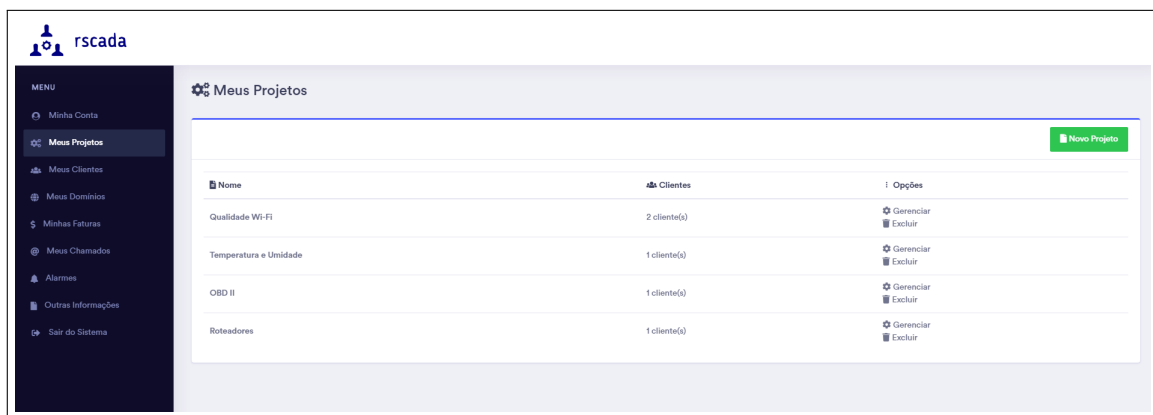 rscada
MENU
Minha Conta
Meus Projetos
Meus Clientes
Meus Domínios
Minhas Faturas
Meus Chamados
Alarmes
Outras Informações
Sair do Sistema
Meus Projetos
Novo Projeto
Nome Clientes Opções
Qualidade Wi-Fi 2 cliente(s) Gerenciar
Excluir
Temperatura e Umidade 1 cliente(s) Gerenciar
Excluir
OBD II 1 cliente(s) Gerenciar
Excluir
Roteadores 1 cliente(s) Gerenciar
Excluir